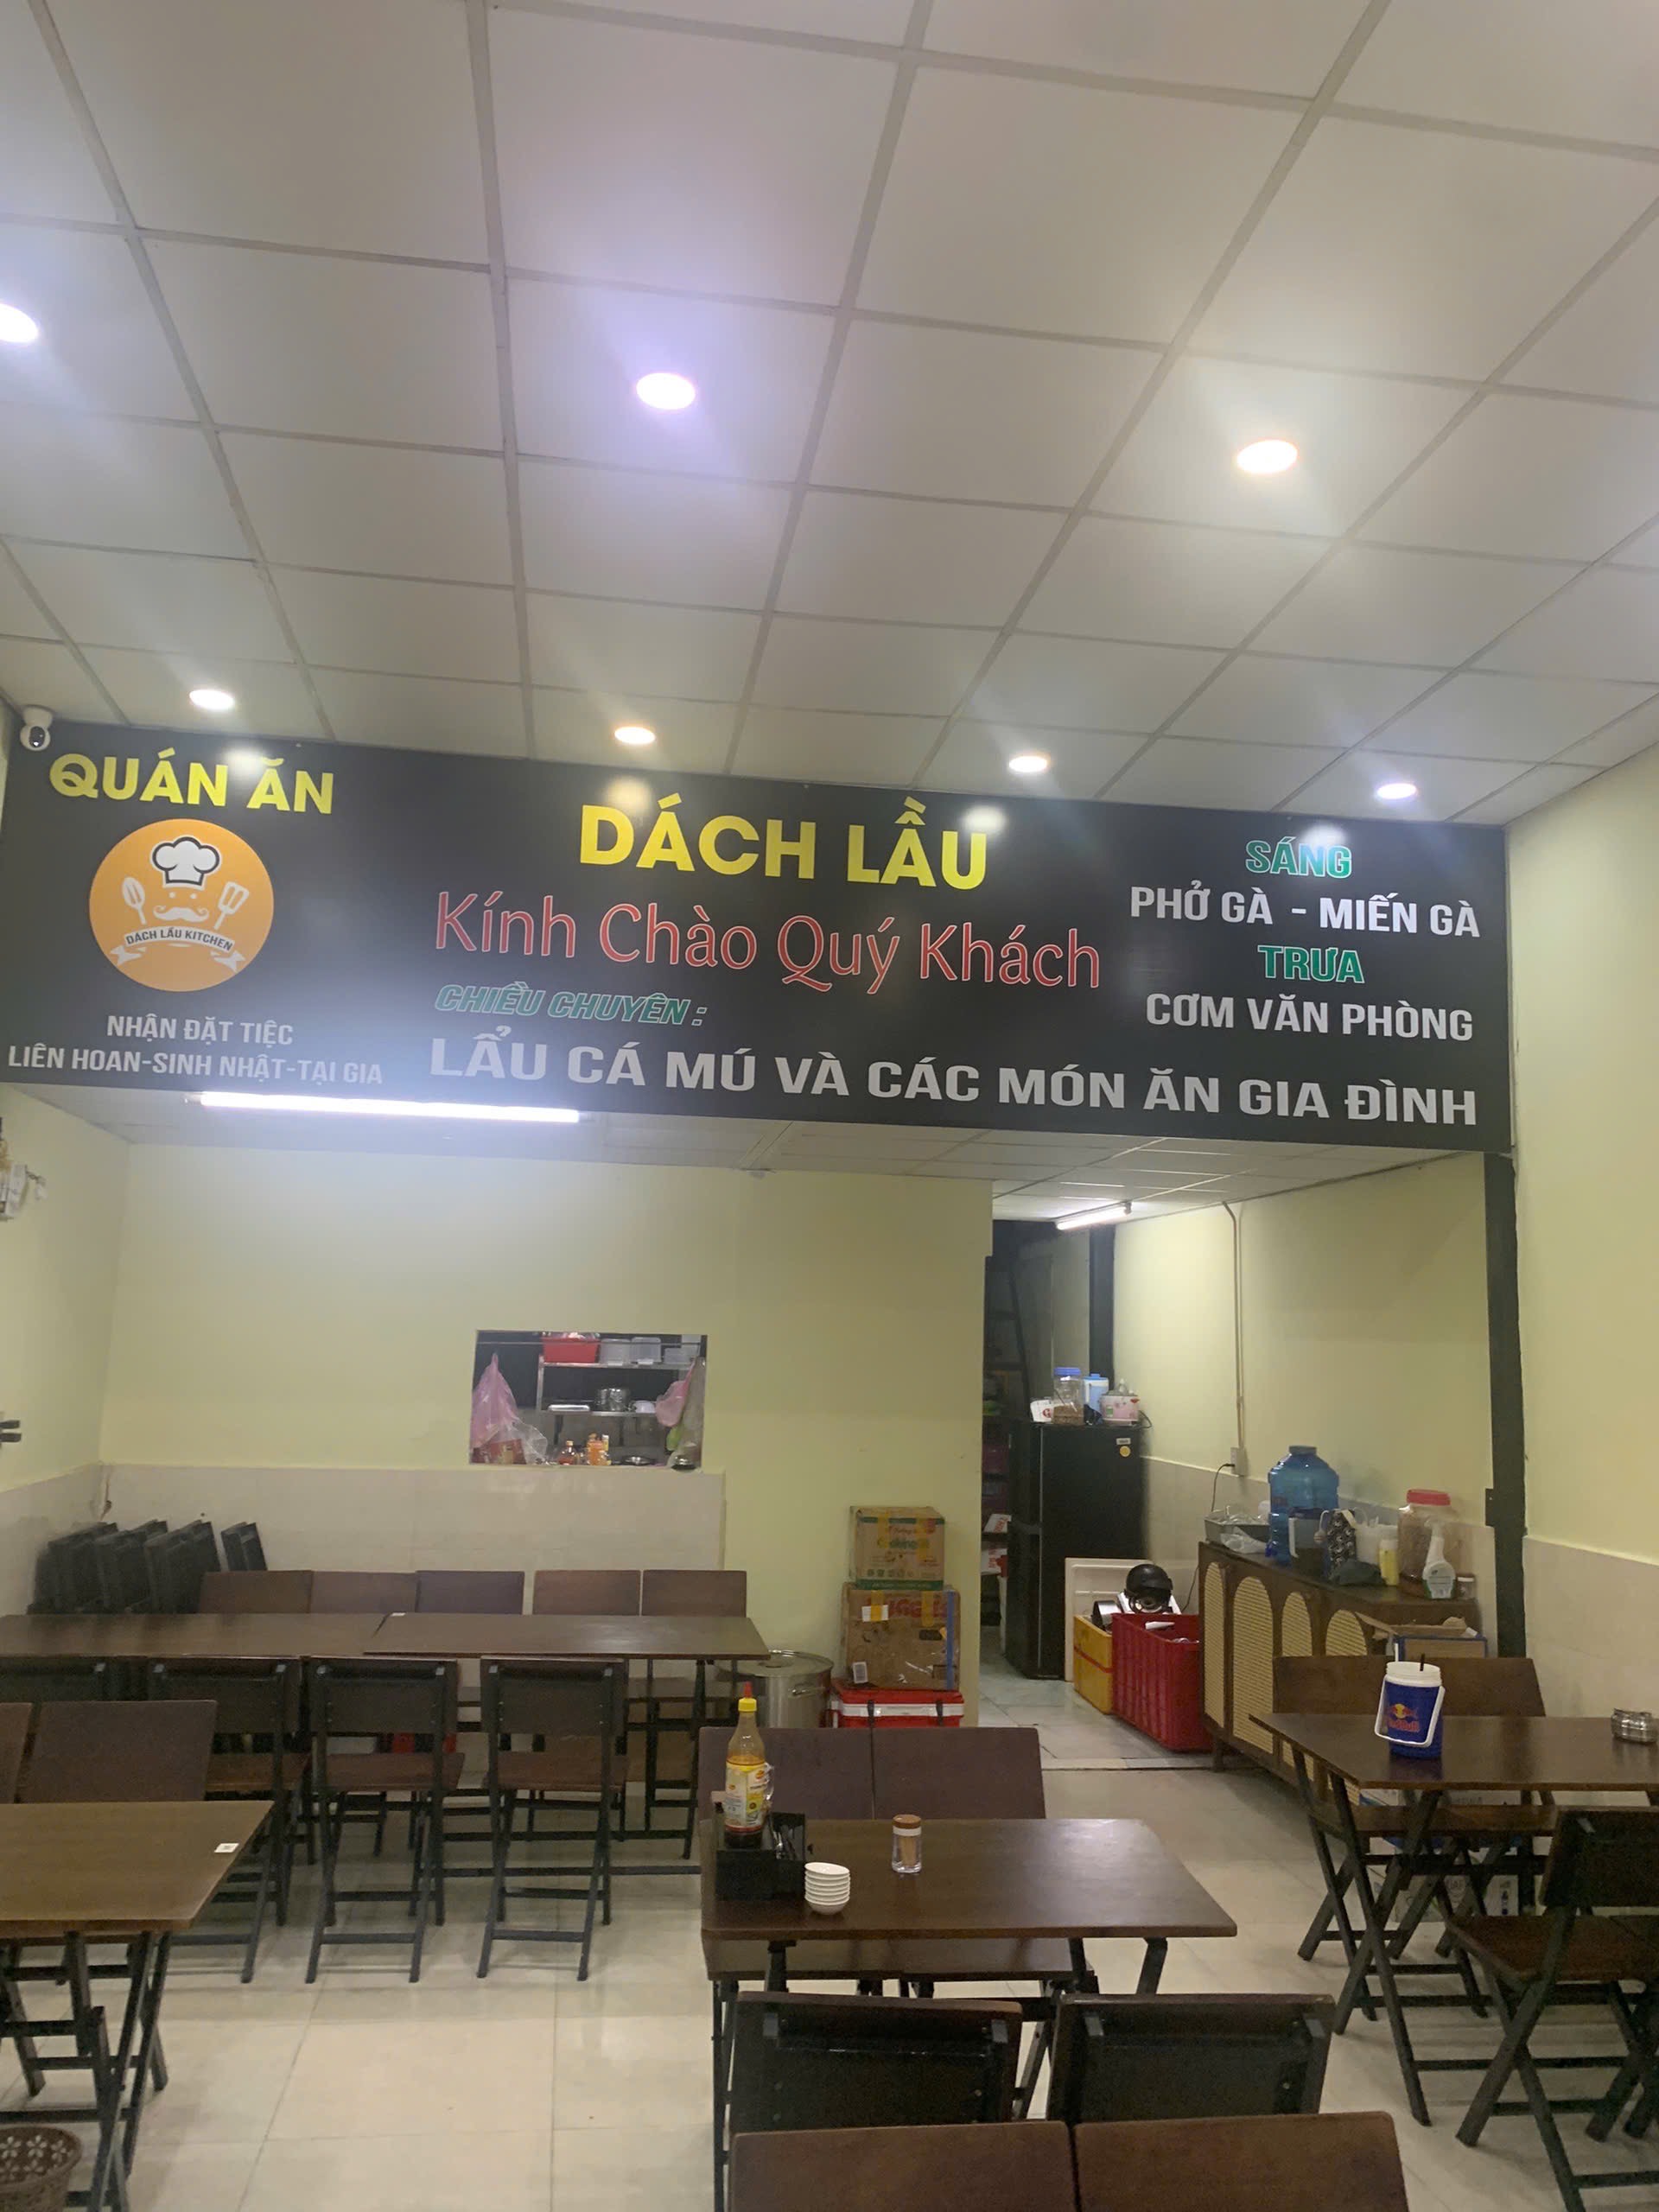 QUÁN ĂN
DÁCH LẦU KITCHEN
NHẬN ĐẶT TIỆC
LIÊN HOAN-SINH NHẬT-TẠI GIA
DÁCH LẦU
Kính Chào Quý Khách
CHIỀU CHUYÊN :
LẨU CÁ MÚ VÀ CÁC MÓN ĂN GIA ĐÌNH
SÁNG
PHỞ GÀ - MIẾN GÀ
TRƯA
CƠM VĂN PHÒNG